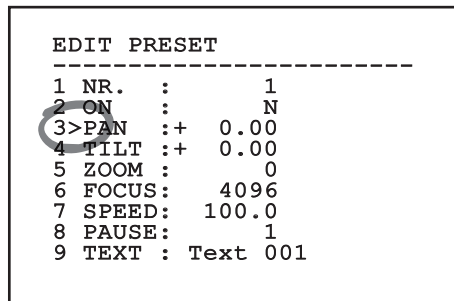 EDIT PRESET
------------------------
1 NR.   :       1
2 ON    :       N
3>PAN   :+   0.00
4 TILT  :+   0.00
5 ZOOM  :       0
6 FOCUS:     4096
7 SPEED:    100.0
8 PAUSE:        1
9 TEXT : Text 001